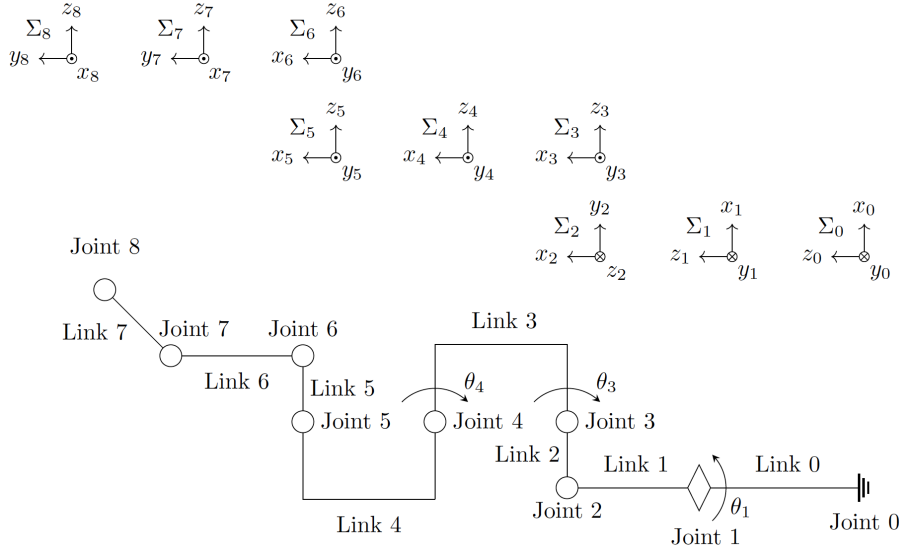 z₈ z₇ z₆
Σ₈ Σ₇ Σ₆
y₈ y₇ x₆
x₈ x₇ y₆
z₅ z₄ z₃
Σ₅ Σ₄ Σ₃
x₅ x₄ x₃
y₅ y₄ y₃
y₂ x₁ x₀
Σ₂ Σ₁ Σ₀
x₂ z₁ z₀
z₂ y₁ y₀
Joint 8
Link 7
Joint 7
Joint 6
Link 3
Link 6
Link 5
θ₄
θ₃
Joint 5
Joint 4
Joint 3
Link 2
Link 1
Link 0
Joint 2
θ₁
Link 4
Joint 1
Joint 0